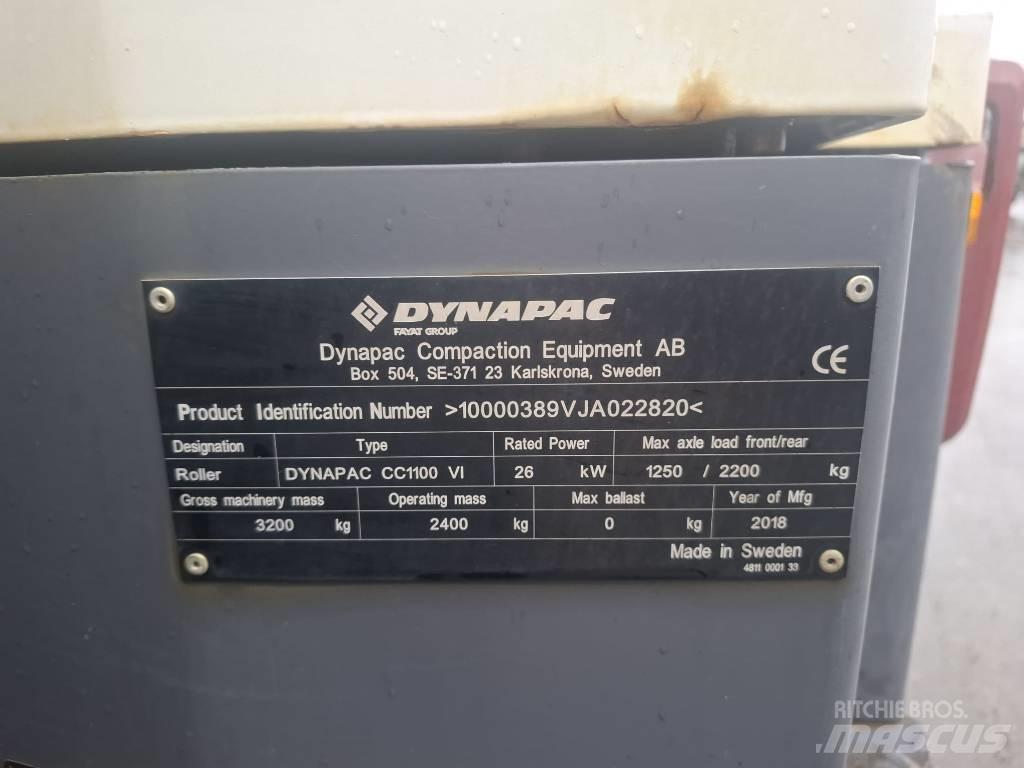 DYNAPAC
FAYAT GROUP
Dynapac Compaction Equipment AB
Box 504, SE-371 23 Karlskrona, Sweden
CE
Product Identification Number >10000389VJA022820<
Designation Type Rated Power Max axle load front/rear
Roller DYNAPAC CC1100 VI 26 kW 1250 / 2200 kg
Gross machinery mass Operating mass Max ballast Year of Mfg
3200 kg 2400 kg 0 kg 2018
Made in Sweden
4811 0001 33
RITCHIE BROS.
MASCUS